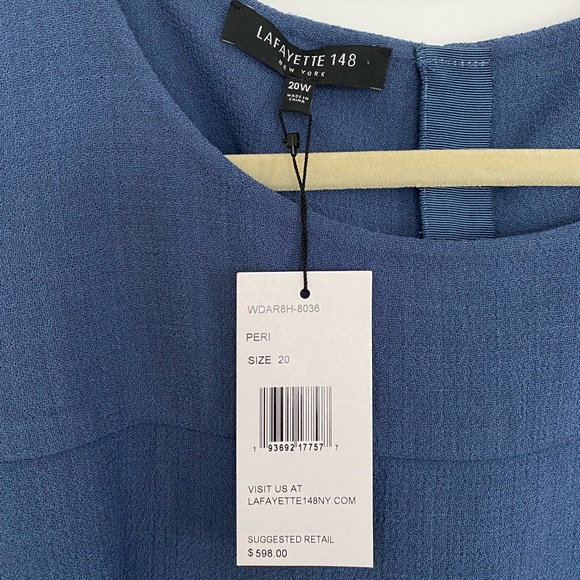 LAFAYETTE 148
NEW YORK
20W
MADE IN
CHINA
WDAR8H-8036
PERI
SIZE 20
1 93692 17757 7
VISIT US AT
LAFAYETTE148NY.COM
SUGGESTED RETAIL
$ 598.00